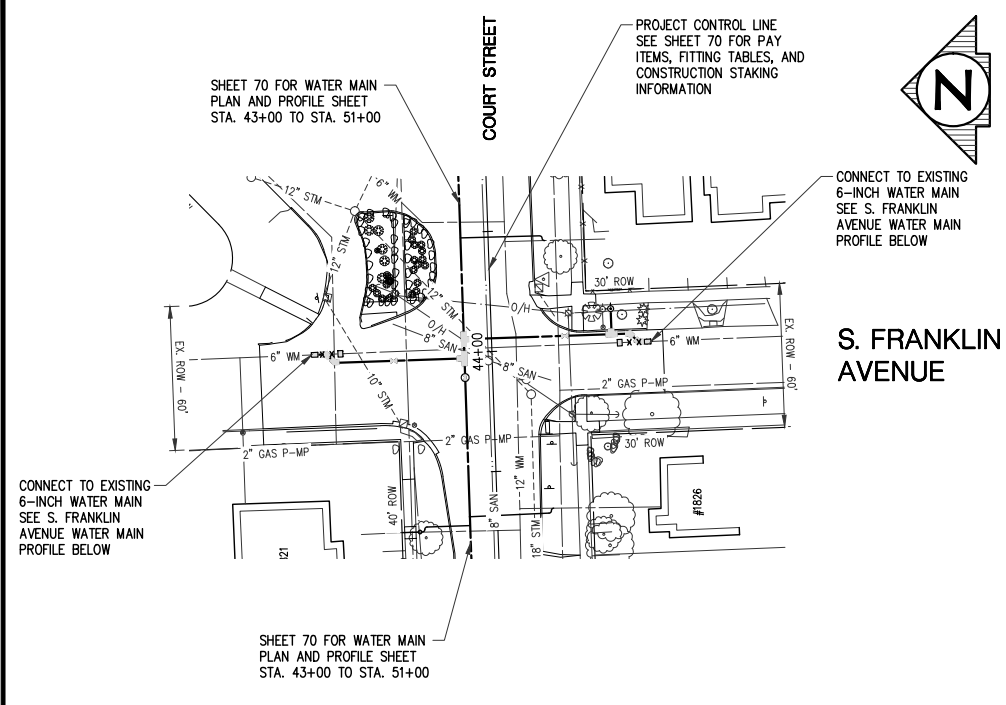 COURT STREET
PROJECT CONTROL LINE
SEE SHEET 70 FOR PAY
ITEMS, FITTING TABLES, AND
CONSTRUCTION STAKING
INFORMATION
N
SHEET 70 FOR WATER MAIN
PLAN AND PROFILE SHEET
STA. 43+00 TO STA. 51+00
CONNECT TO EXISTING
6-INCH WATER MAIN
SEE S. FRANKLIN
AVENUE WATER MAIN
PROFILE BELOW
12" STM
6" WM
12" STM
12" STM
30' ROW
O/H
O/H
8" SAN
44+00
6" WM
6" WM
8" SAN
EX. ROW - 60'
EX. ROW - 60'
S. FRANKLIN
AVENUE
10" STM
2" GAS P-MP
2" GAS P-MP
2" GAS P-MP
30' ROW
12" WM
40' ROW
8" SAN
18" STM
#1826
21
CONNECT TO EXISTING
6-INCH WATER MAIN
SEE S. FRANKLIN
AVENUE WATER MAIN
PROFILE BELOW
SHEET 70 FOR WATER MAIN
PLAN AND PROFILE SHEET
STA. 43+00 TO STA. 51+00